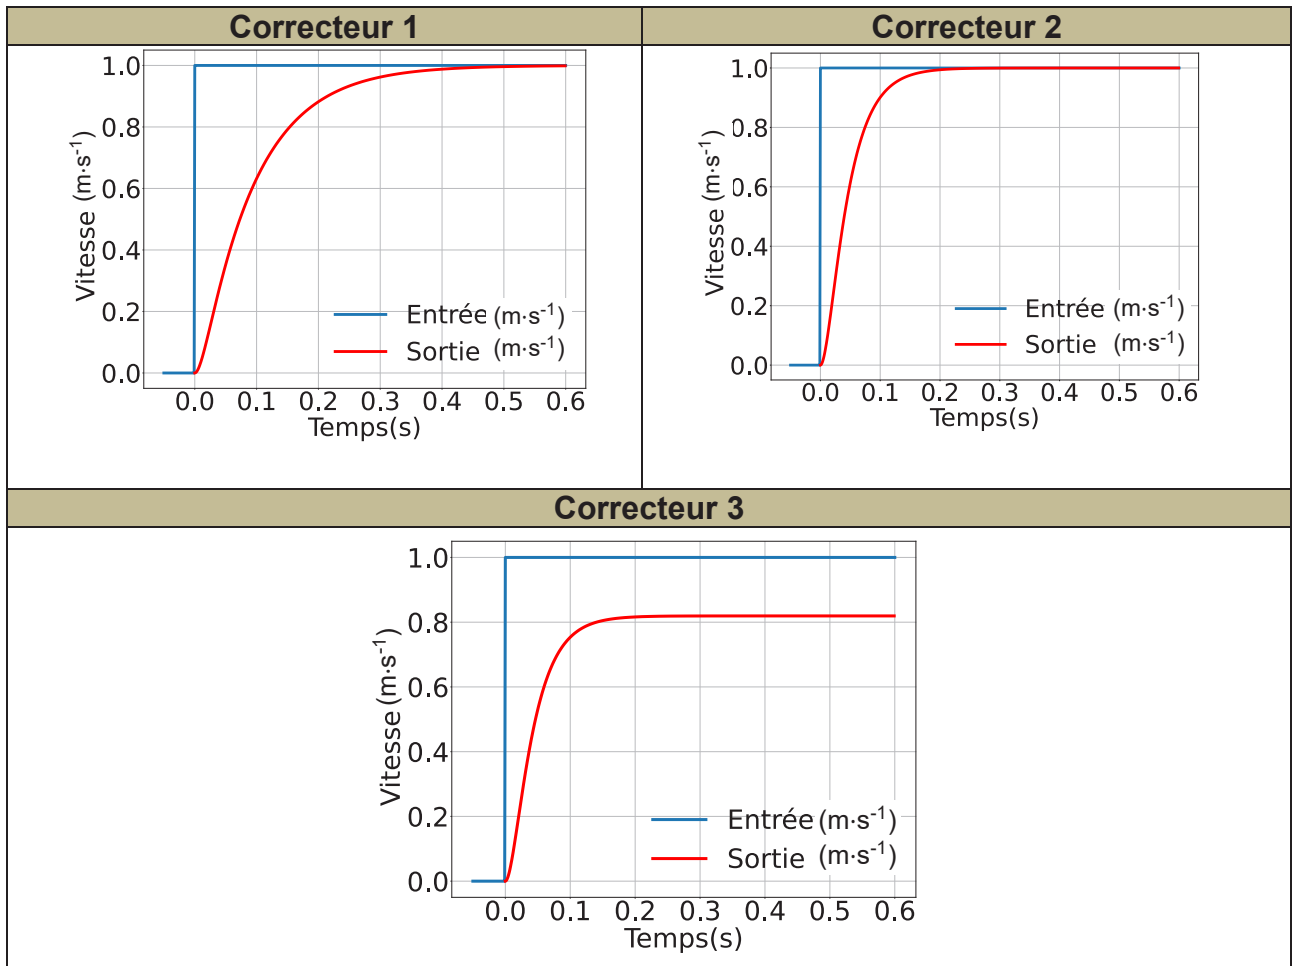 Correcteur 1
1.0
0.8
0.6
0.4
0.2
0.0
Vitesse (m·s-1)
Entrée (m·s-1)
Sortie (m·s-1)
0.0 0.1 0.2 0.3 0.4 0.5 0.6
Temps(s)
Correcteur 2
1.0
0.8
0.6
0.4
0.2
0.0
Vitesse (m·s-1)
Entrée (m·s-1)
Sortie (m·s-1)
0.0 0.1 0.2 0.3 0.4 0.5 0.6
Temps(s)
Correcteur 3
1.0
0.8
0.6
0.4
0.2
0.0
Vitesse (m·s-1)
Entrée (m·s-1)
Sortie (m·s-1)
0.0 0.1 0.2 0.3 0.4 0.5 0.6
Temps(s)